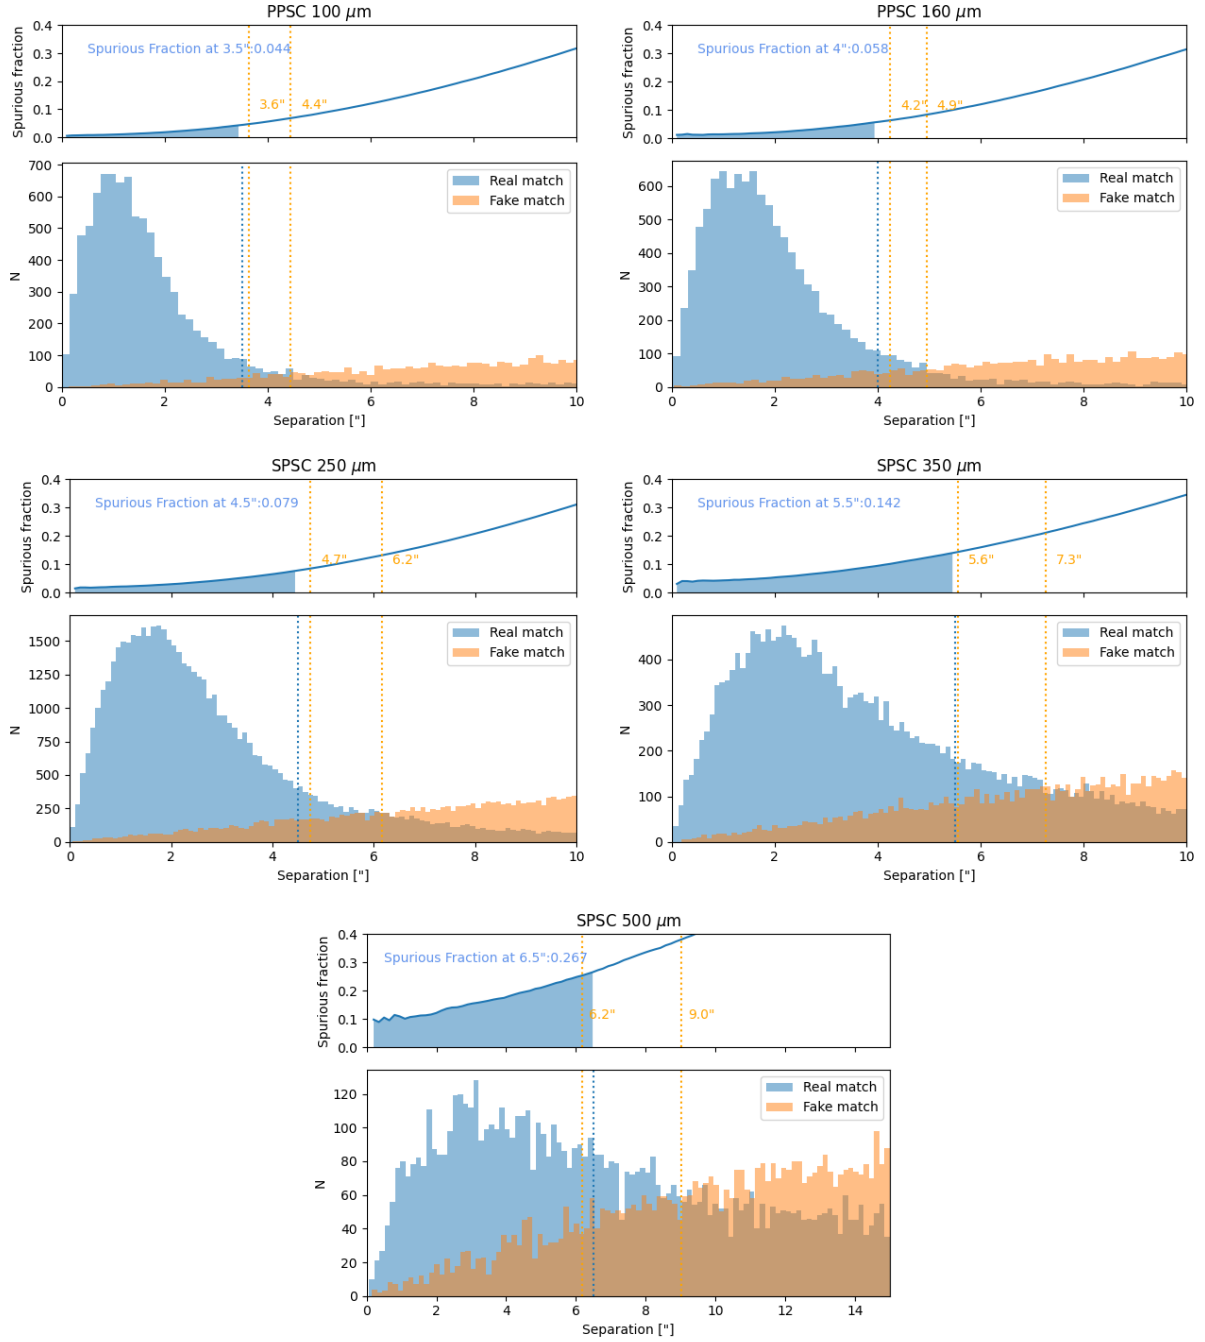 PPSC 100 μm
Spurious fraction
0.4
0.3
0.2
0.1
0.0
Spurious Fraction at 3.5":0.044
3.6"
4.4"
N
700
600
500
400
300
200
100
0
Real match
Fake match
0 2 4 6 8 10
Separation ["]
PPSC 160 μm
Spurious fraction
0.4
0.3
0.2
0.1
0.0
Spurious Fraction at 4":0.058
4.2"
4.9"
N
600
500
400
300
200
100
0
Real match
Fake match
0 2 4 6 8 10
Separation ["]
SPSC 250 μm
Spurious fraction
0.4
0.3
0.2
0.1
0.0
Spurious Fraction at 4.5":0.079
4.7"
6.2"
N
1500
1250
1000
750
500
250
0
Real match
Fake match
0 2 4 6 8 10
Separation ["]
SPSC 350 μm
Spurious fraction
0.4
0.3
0.2
0.1
0.0
Spurious Fraction at 5.5":0.142
5.6"
7.3"
N
400
300
200
100
0
Real match
Fake match
0 2 4 6 8 10
Separation ["]
SPSC 500 μm
Spurious fraction
0.4
0.3
0.2
0.1
0.0
Spurious Fraction at 6.5":0.267
6.2"
9.0"
N
120
100
80
60
40
20
0
Real match
Fake match
0 2 4 6 8 10 12 14
Separation ["]